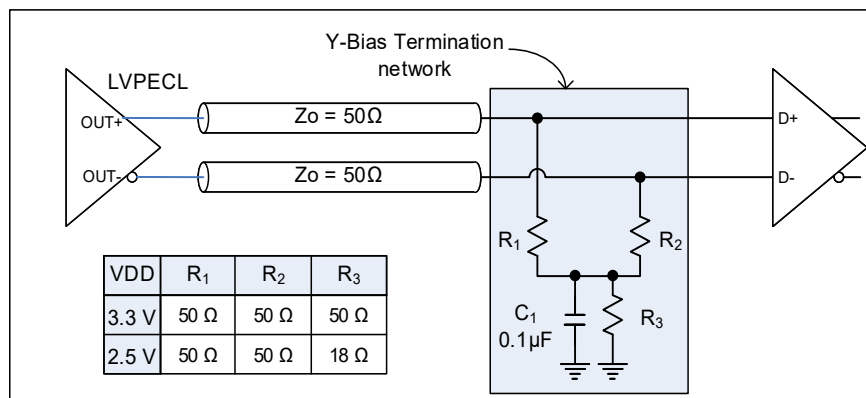 Y-Bias Termination
network
LVPECL
OUT+
Zo = 50Ω
D+
OUT-
Zo = 50Ω
D-
R₁
R₂
VDD R₁ R₂ R₃
3.3 V 50 Ω 50 Ω 50 Ω
2.5 V 50 Ω 50 Ω 18 Ω
C₁
0.1µF
R₃